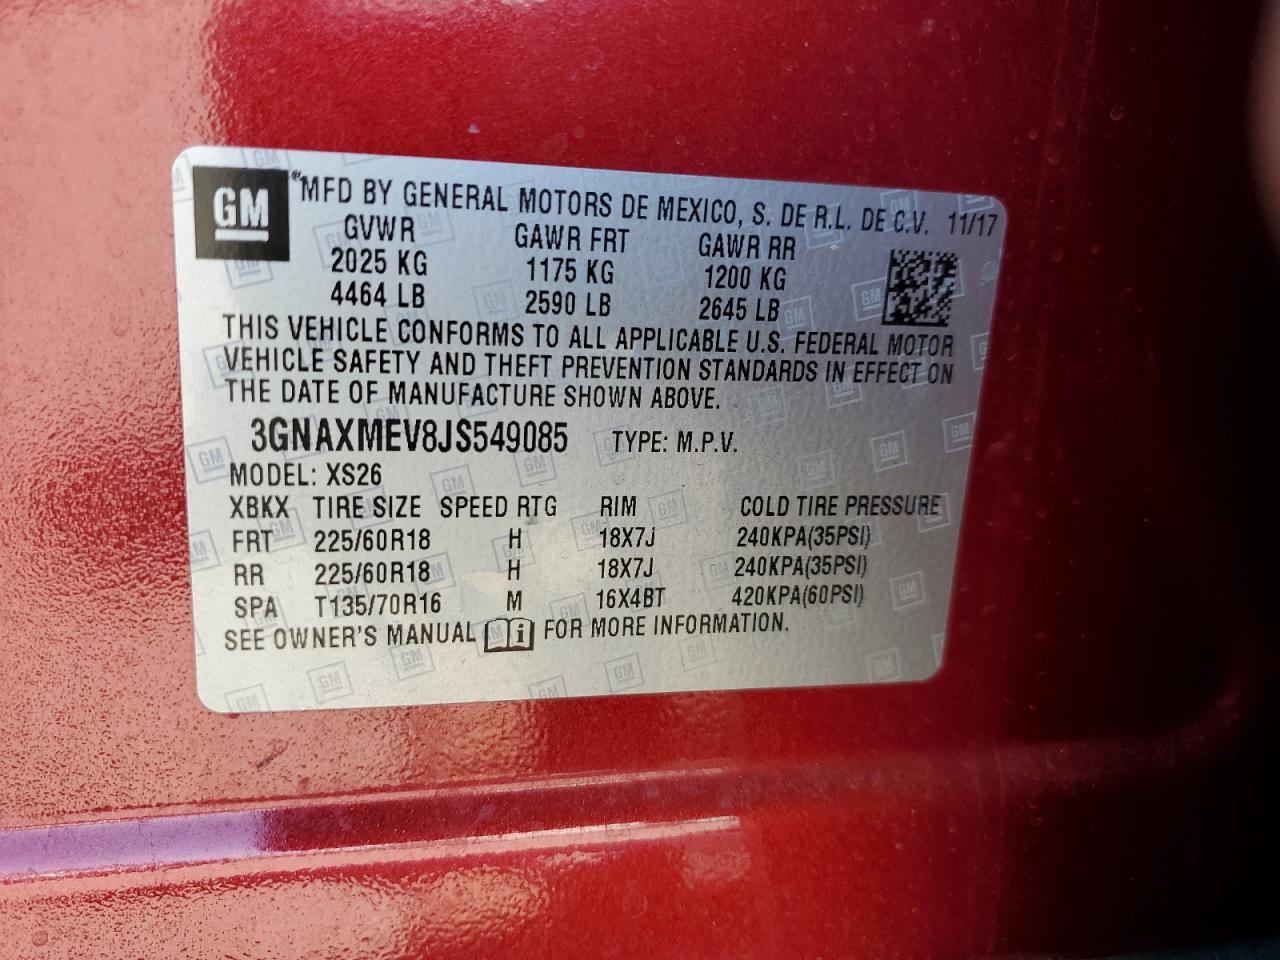 GM ® MFD BY GENERAL MOTORS DE MEXICO, S. DE R.L. DE C.V. 11/17
GVWR GAWR FRT GAWR RR
2025 KG 1175 KG 1200 KG
4464 LB 2590 LB 2645 LB
THIS VEHICLE CONFORMS TO ALL APPLICABLE U.S. FEDERAL MOTOR
VEHICLE SAFETY AND THEFT PREVENTION STANDARDS IN EFFECT ON
THE DATE OF MANUFACTURE SHOWN ABOVE.
3GNAXMEV8JS549085 TYPE: M.P.V.
MODEL: XS26
XBKX TIRE SIZE SPEED RTG RIM COLD TIRE PRESSURE
FRT 225/60R18 H 18X7J 240KPA(35PSI)
RR 225/60R18 H 18X7J 240KPA(35PSI)
SPA T135/70R16 M 16X4BT 420KPA(60PSI)
SEE OWNER'S MANUAL i FOR MORE INFORMATION.